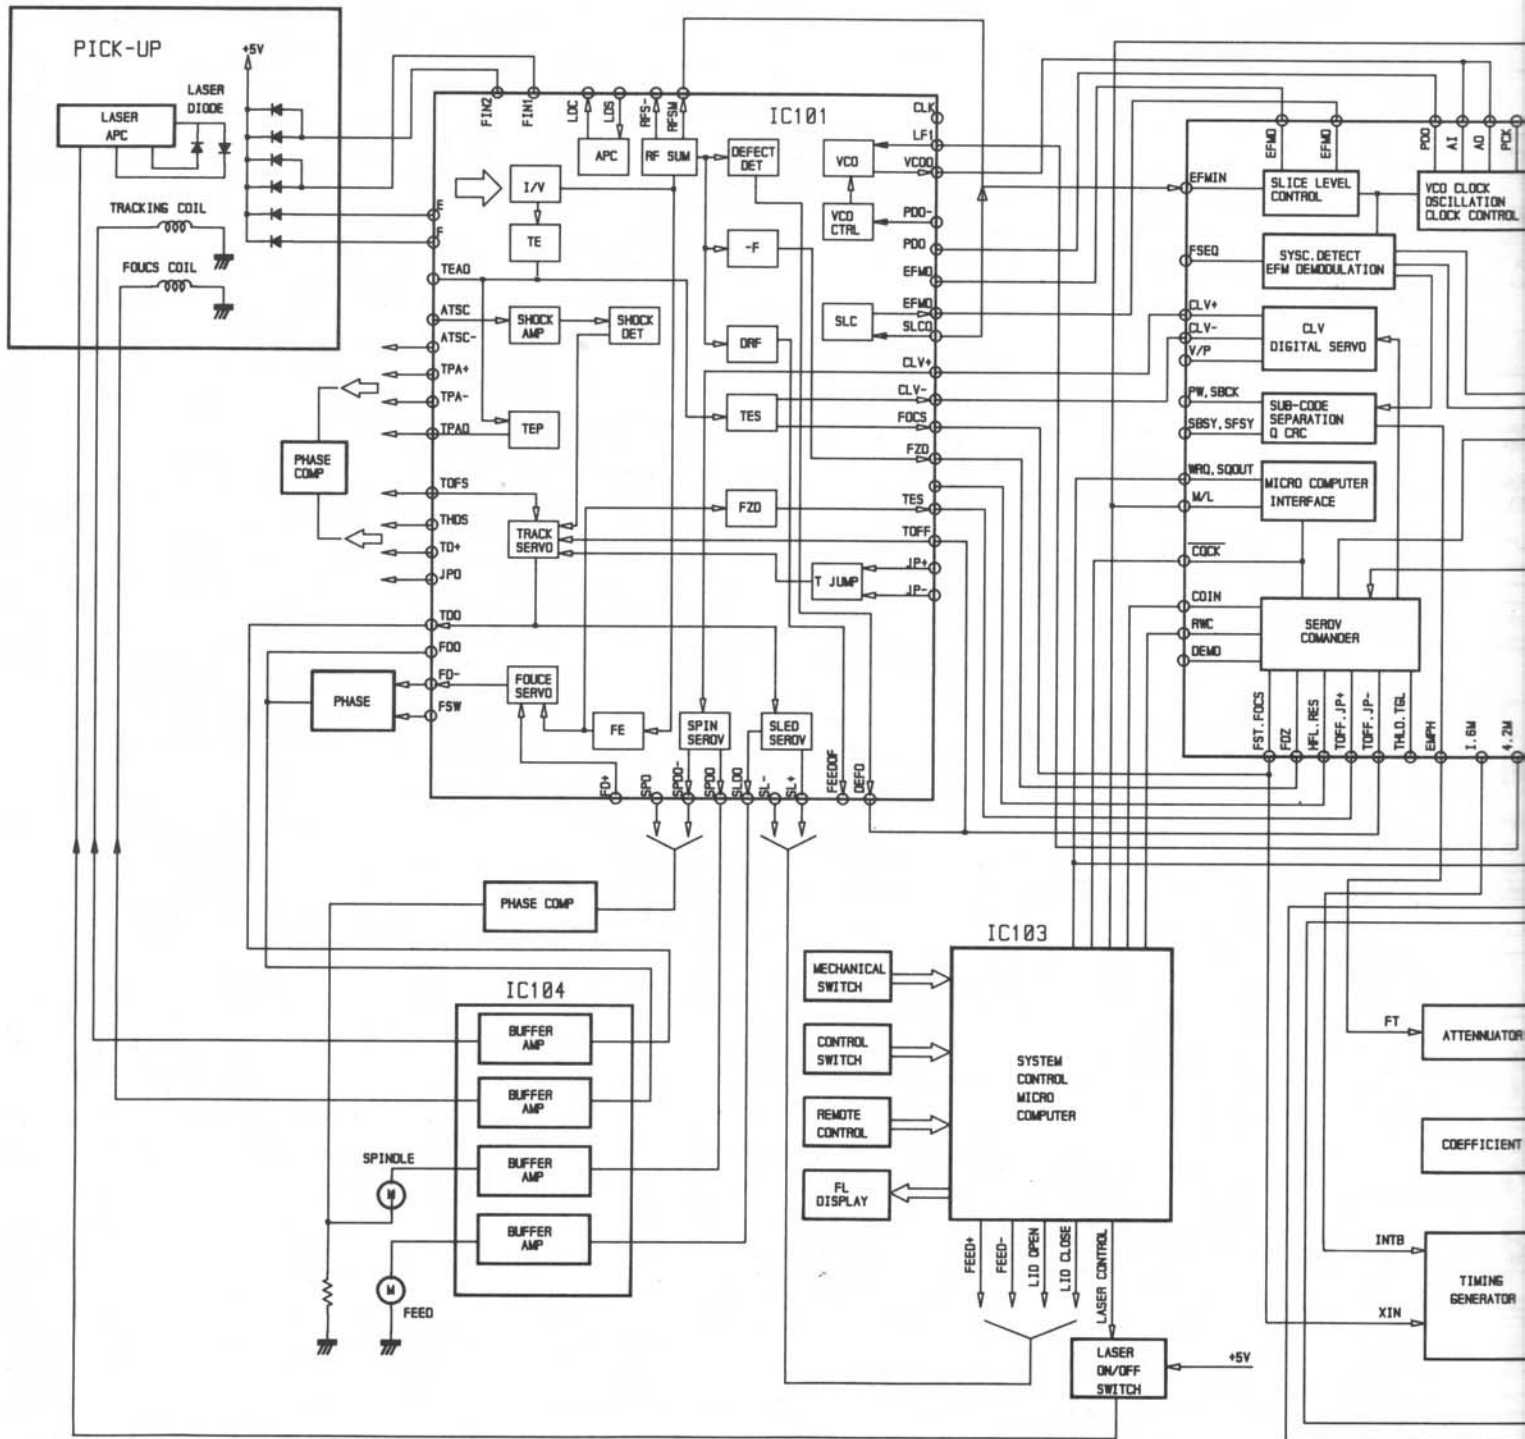 PICK-UP
+5V
LASER
DIODE
LASER
APC
TRACKING COIL
FOUCS COIL
IC101
FIN2
FIN1
LDC
LDS
RFS-
RFSM
CLK
LF1
VCOO
PDO-
PDO
EFMO
EFMO
SLCO
CLV+
CLV-
FOCS
FZD
TES
TOFF
JP+
JP-
E
F
TEAO
ATSC
ATSC-
TPA+
TPA-
TPAO
TOFS
THDS
TO+
JPO
TDO
FDO
FD-
FSW
FD+
SPO
SPDO-
SPDO
SLDO
SL-
SL+
FEEDOF
DEFO
APC
RF SUM
DEFECT
DET
VCO
I/V
VCO
CTRL
TE
-F
SHOCK
AMP
SHOCK
DET
SLC
DRF
TEP
TES
FZD
TRACK
SERVO
T JUMP
FOUCE
SERVO
FE
SPIN
SEROV
SLED
SEROV
PHASE
COMP
PHASE
PHASE COMP
EFMO
EFMO
PDO
AI
AO
PCK
EFMIN
SLICE LEVEL
CONTROL
VCO CLOCK
OSCILLATION
CLOCK CONTROL
FSEQ
SYSC.DETECT
EFM DEMODULATION
CLV+
CLV-
V/P
CLV
DIGITAL SERVO
PW,SBCK
SBSY,SFSY
SUB-CODE
SEPARATION
Q CRC
WRQ,SQOUT
M/L
MICRO COMPUTER
INTERFACE
CQCK
COIN
RWC
DEMO
SEROV
COMANDER
FST.FOCS
FOZ
HFL.RES
TOFF.JP+
TOFF.JP-
THLD.TGL
EMPH
1.6M
4.2M
IC104
BUFFER
AMP
BUFFER
AMP
BUFFER
AMP
BUFFER
AMP
SPINDLE
M
M
FEED
IC103
MECHANICAL
SWITCH
CONTROL
SWITCH
REMOTE
CONTROL
FL
DISPLAY
SYSTEM
CONTROL
MICRO
COMPUTER
FEED+
FEED-
LID OPEN
LID CLOSE
LASER CONTROL
LASER
ON/OFF
SWITCH
+5V
FT
ATTENNUATOR
COEFFICIENT
INTB
XIN
TIMING
GENERATOR